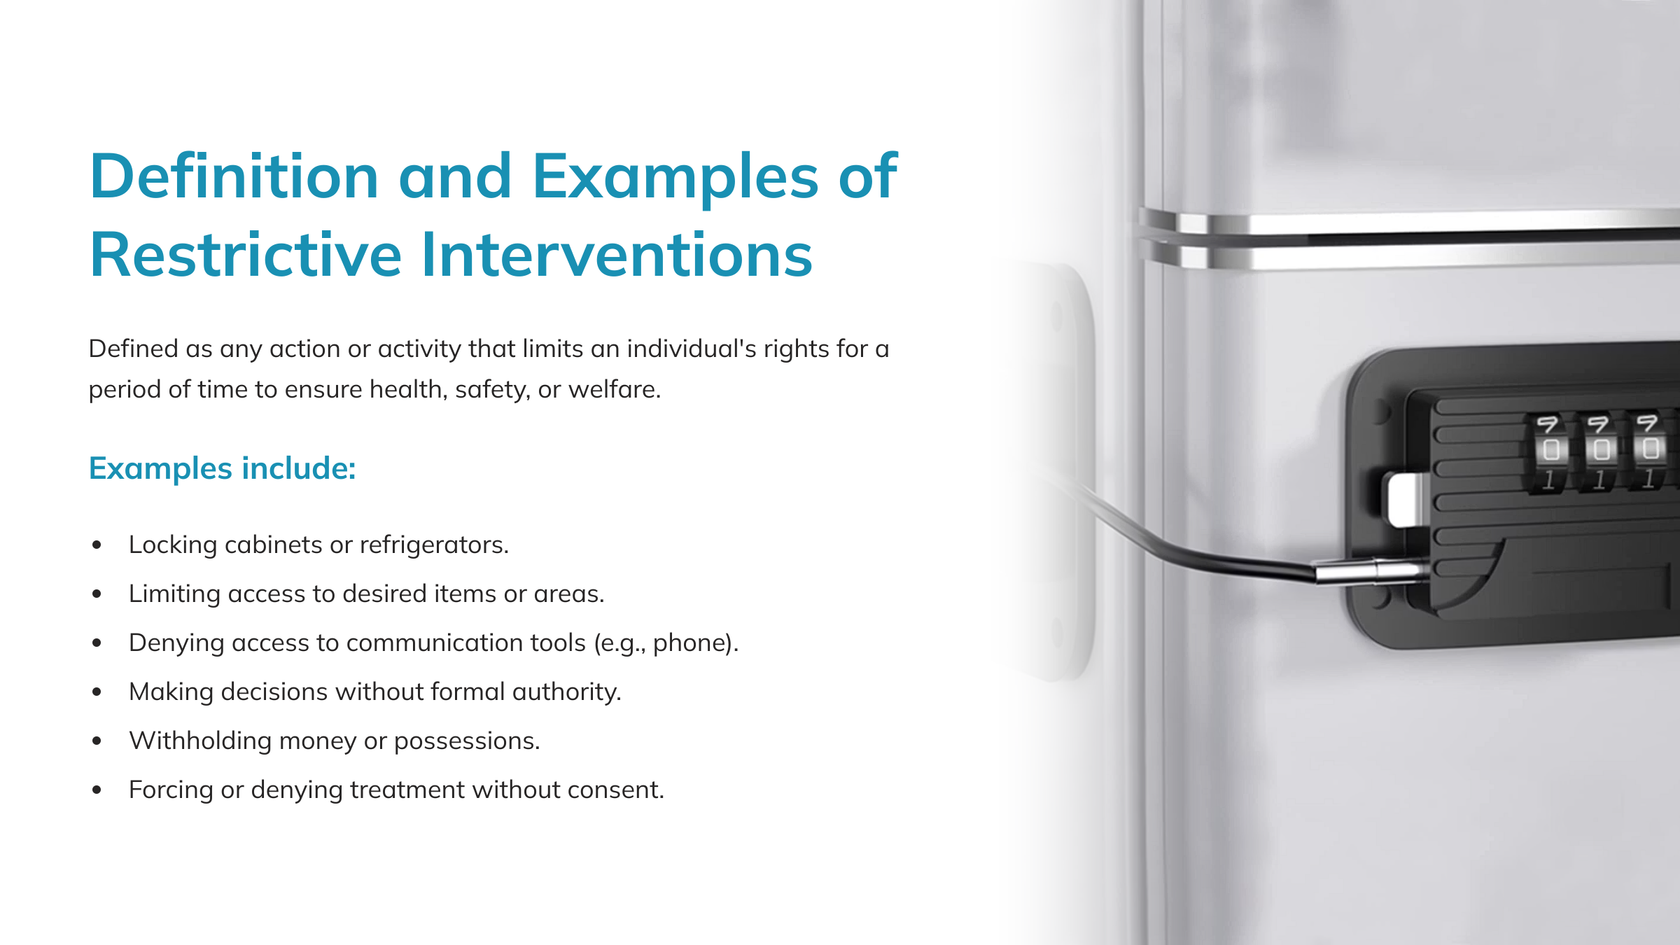 Definition and Examples of
Restrictive Interventions
Defined as any action or activity that limits an individual's rights for a
period of time to ensure health, safety, or welfare.
Examples include:
• Locking cabinets or refrigerators.
• Limiting access to desired items or areas.
• Denying access to communication tools (e.g., phone).
• Making decisions without formal authority.
• Withholding money or possessions.
• Forcing or denying treatment without consent.
9 9 9
0 0 0
1 1 1